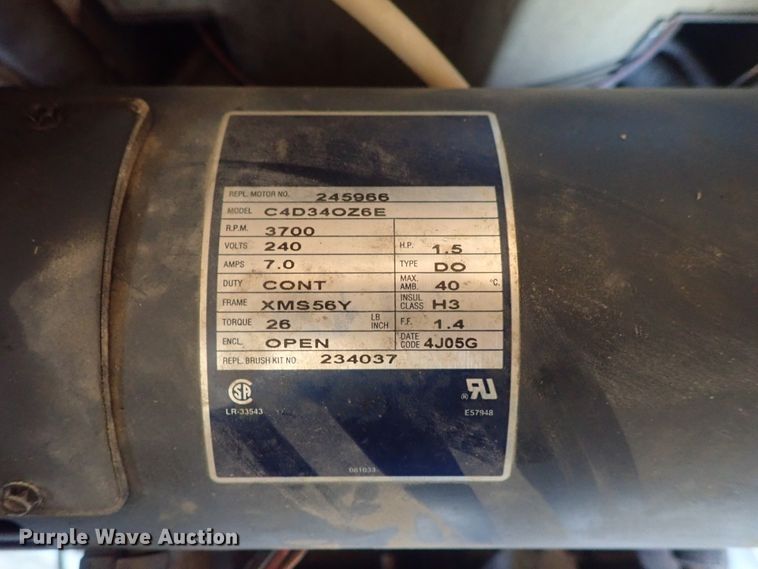 REPL. MOTOR NO. 245966
MODEL C4D34OZ6E
R.P.M. 3700
VOLTS 240 H.P. 1.5
AMPS 7.0 TYPE DO
DUTY CONT MAX. AMB. 40 °C.
FRAME XMS56Y INSUL CLASS H3
TORQUE 26 LB INCH F.F. 1.4
ENCL. OPEN DATE CODE 4J05G
REPL. BRUSH KIT NO. 234037
LR-33543 E57948
061033
Purple Wave Auction